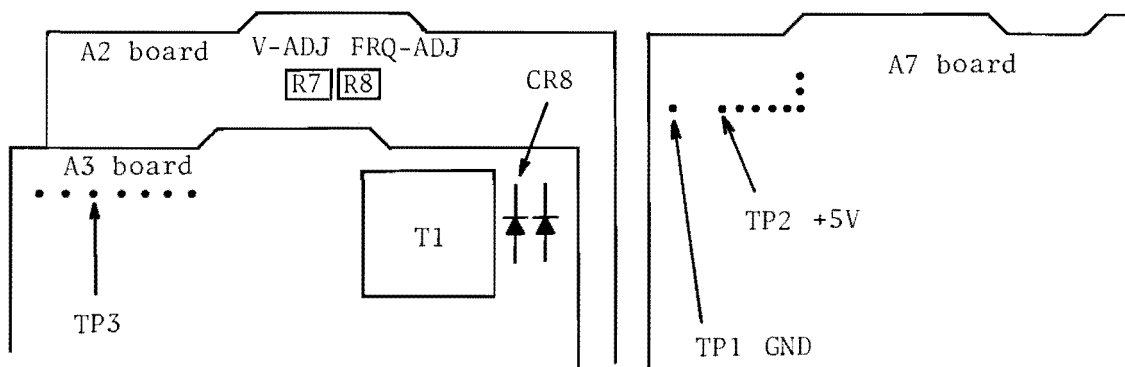 A2 board
V-ADJ FRQ-ADJ
R7 R8
CR8
A3 board
T1
TP3
A7 board
TP2 +5V
TP1 GND